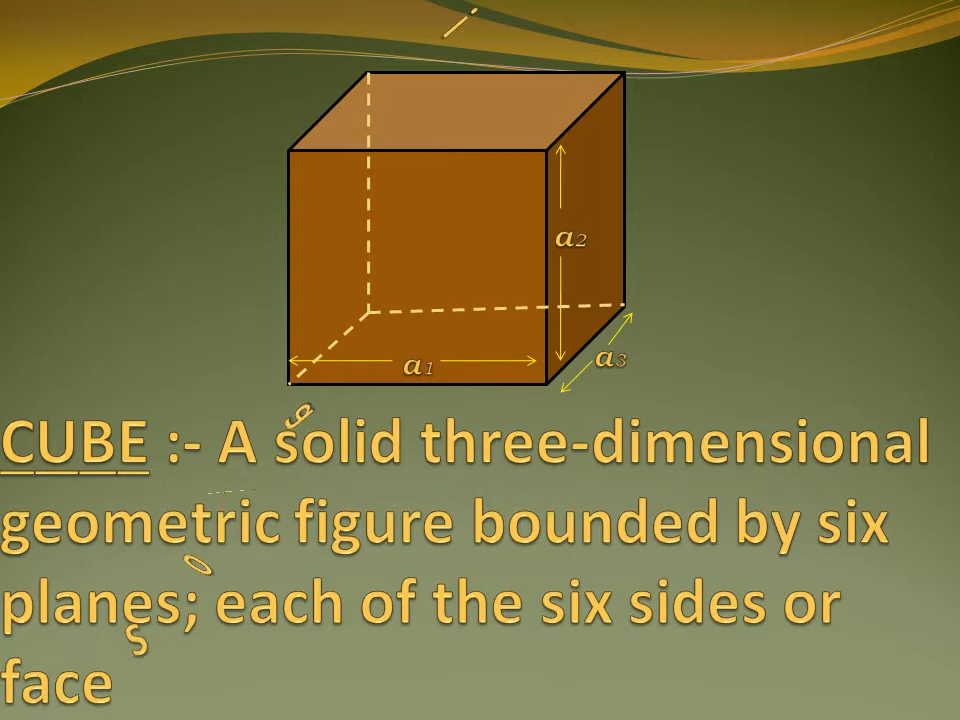 a2
a3
a1
CUBE :- A solid three-dimensional
geometric figure bounded by six
planes; each of the six sides or
face